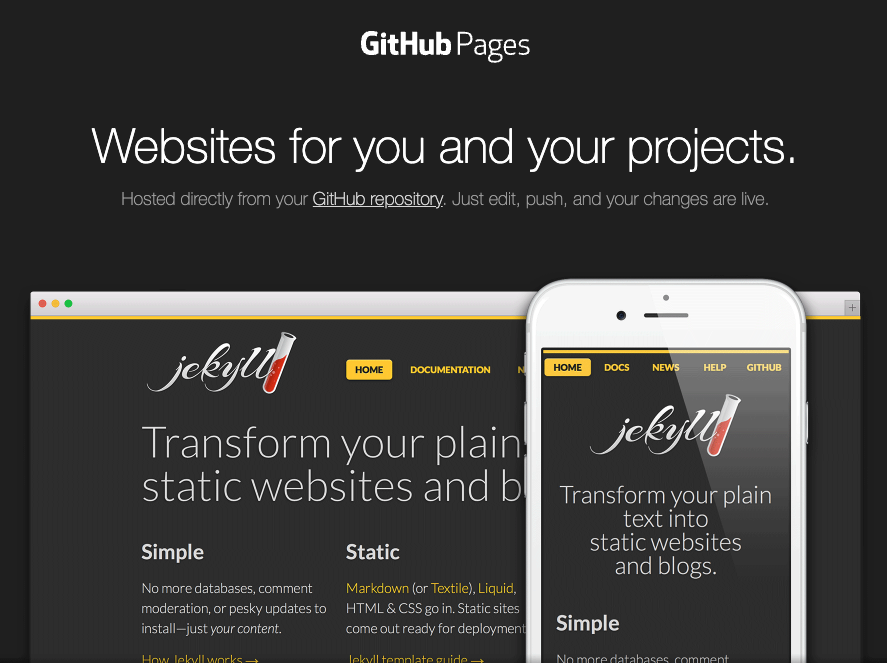 GitHub Pages
Websites for you and your projects.
Hosted directly from your GitHub repository. Just edit, push, and your changes are live.
jekyll
HOME DOCUMENTATION N
Transform your plain
static websites and b
Simple
No more databases, comment
moderation, or pesky updates to
install—just your content.
How Jekyll works →
Static
Markdown (or Textile), Liquid,
HTML & CSS go in. Static sites
come out ready for deployment
Jekyll template guide →
HOME DOCS NEWS HELP GITHUB
jekyll
Transform your plain
text into
static websites
and blogs.
Simple
No more databases, comment